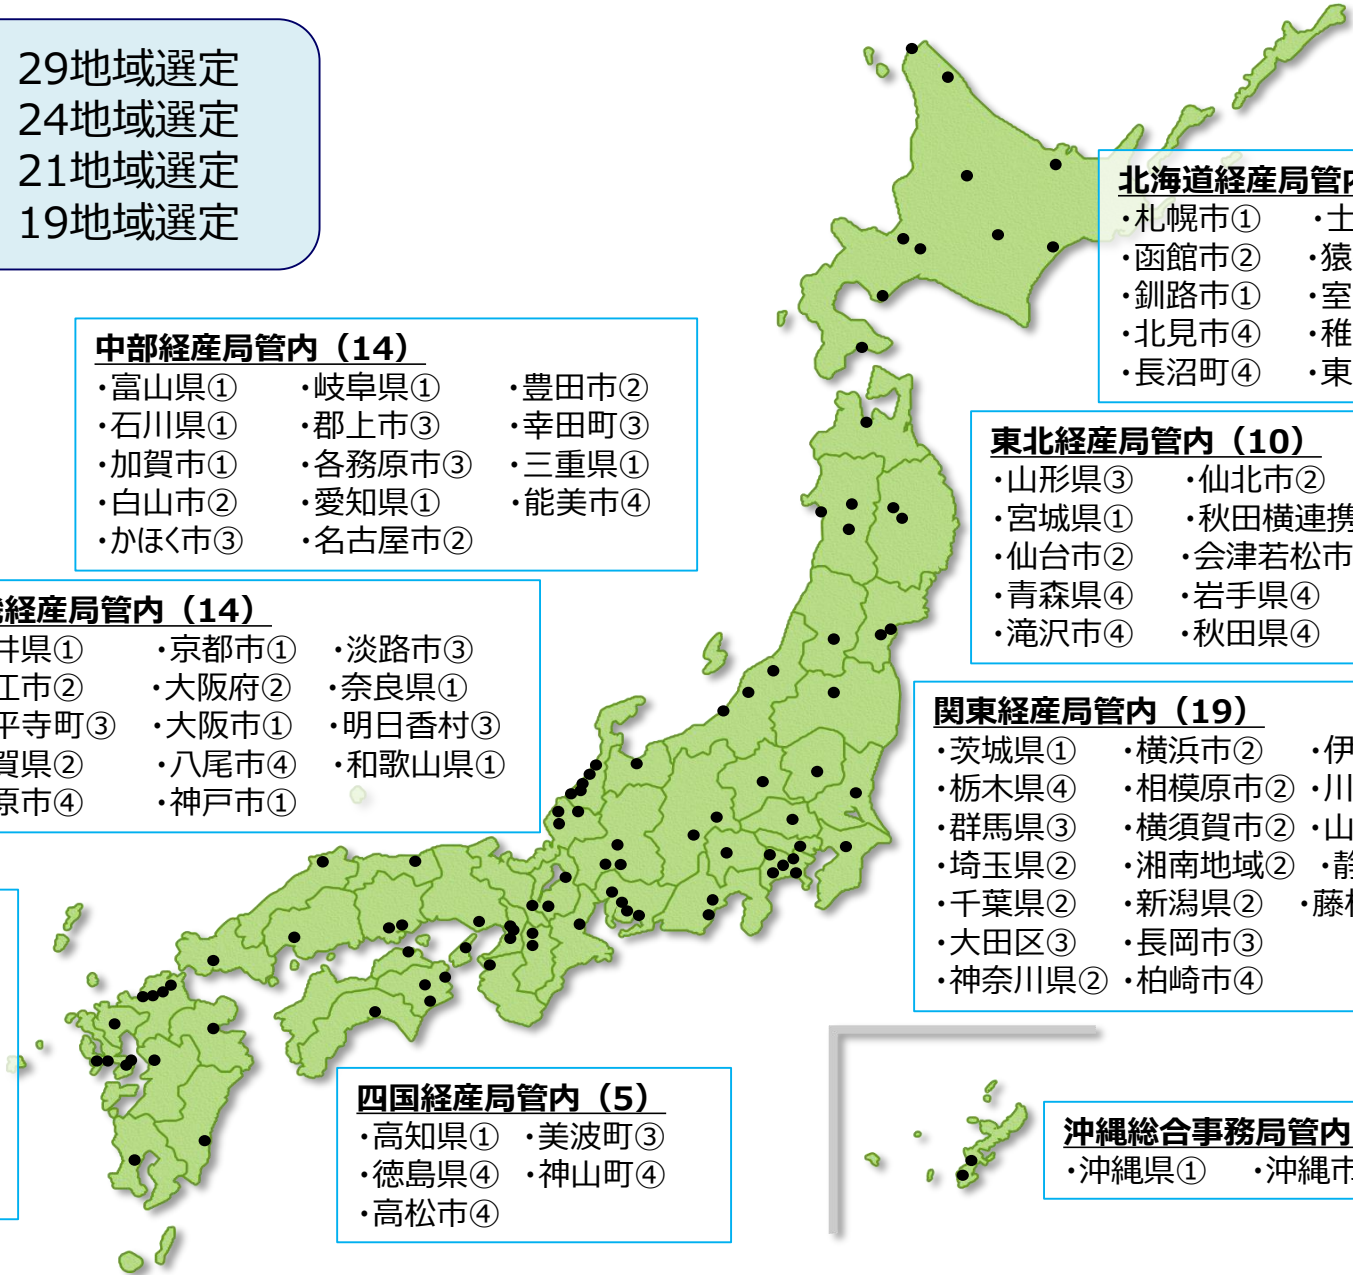 29地域選定
24地域選定
21地域選定
19地域選定
北海道経産局管内
・札幌市① ・士
・函館市② ・猿
・釧路市① ・室
・北見市④ ・稚
・長沼町④ ・東
中部経産局管内（14）
・富山県① ・岐阜県① ・豊田市②
・石川県① ・郡上市③ ・幸田町③
・加賀市① ・各務原市③ ・三重県①
・白山市② ・愛知県① ・能美市④
・かほく市③ ・名古屋市②
東北経産局管内（10）
・山形県③ ・仙北市②
・宮城県① ・秋田横連携
・仙台市② ・会津若松市
・青森県④ ・岩手県④
・滝沢市④ ・秋田県④
経産局管内（14）
井県① ・京都市① ・淡路市③
江市② ・大阪府② ・奈良県①
平寺町③ ・大阪市① ・明日香村③
賀県② ・八尾市④ ・和歌山県①
原市④ ・神戸市①
関東経産局管内（19）
・茨城県① ・横浜市② ・伊
・栃木県④ ・相模原市② ・川
・群馬県③ ・横須賀市② ・山
・埼玉県② ・湘南地域② ・静
・千葉県② ・新潟県② ・藤枝
・大田区③ ・長岡市③
・神奈川県② ・柏崎市④
四国経産局管内（5）
・高知県① ・美波町③
・徳島県④ ・神山町④
・高松市④
沖縄総合事務局管内
・沖縄県① ・沖縄市